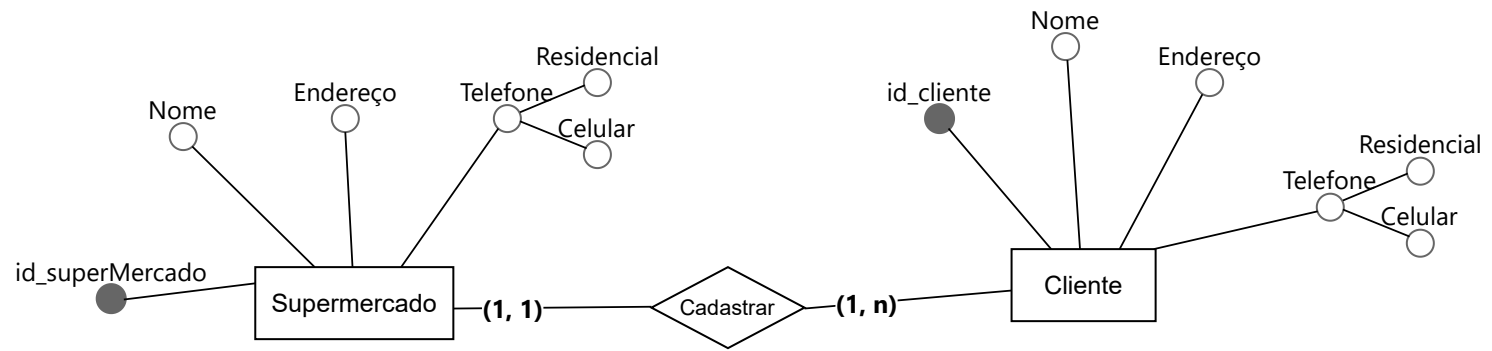 Nome
Endereço
Telefone
Residencial
Celular
id_superMercado
Supermercado
(1, 1)
Cadastrar
(1, n)
Cliente
id_cliente
Nome
Endereço
Telefone
Residencial
Celular